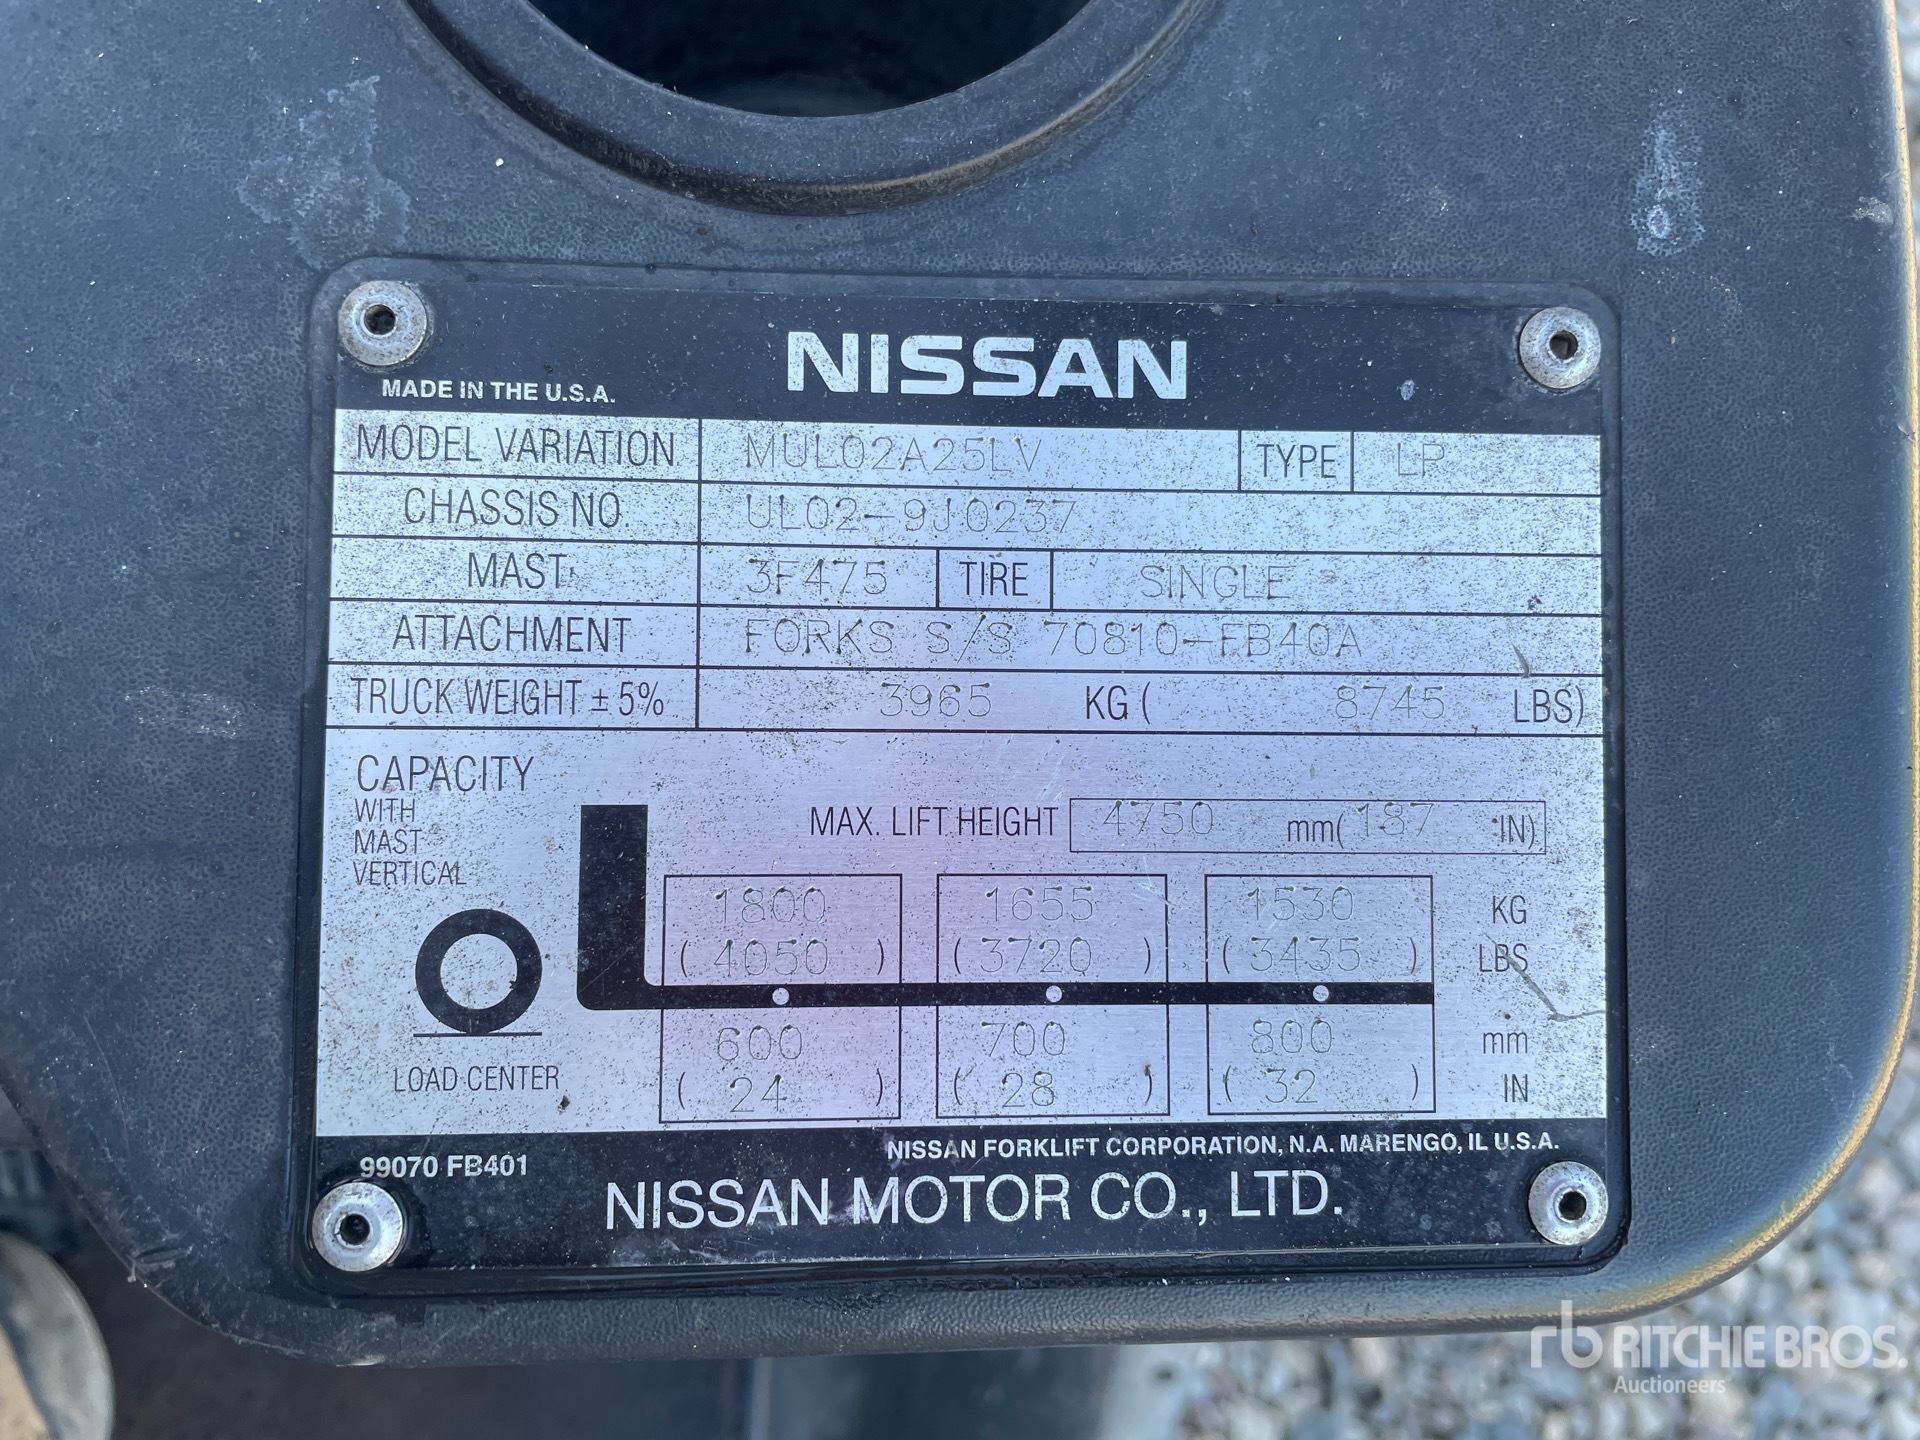 NISSAN
MADE IN THE U.S.A.
MODEL VARIATION MUL02A25LV TYPE LP
CHASSIS NO. UL02-9J0237
MAST 3F475 TIRE SINGLE
ATTACHMENT FORKS S/S 70810-FB40A
TRUCK WEIGHT ± 5% 3965 KG ( 8745 LBS)
CAPACITY
WITH
MAST
VERTICAL
MAX. LIFT HEIGHT 4750 mm( 187 IN)
1800 1655 1530 KG
( 4050 ) ( 3720 ) ( 3435 ) LBS
600 700 800 mm
( 24 ) ( 28 ) ( 32 ) IN
LOAD CENTER
99070 FB401
NISSAN FORKLIFT CORPORATION, N.A. MARENGO, IL U.S.A.
NISSAN MOTOR CO., LTD.
rb RITCHIE BROS.
Auctioneers